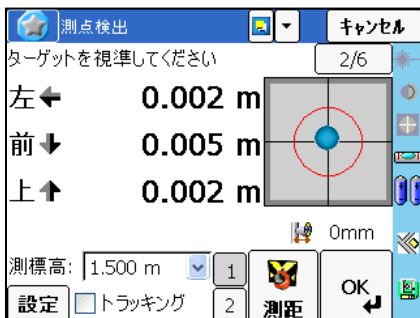 測点検出
キャンセル
ターゲットを視準してください 2/6
左 0.002 m
前 0.005 m
上 0.002 m
0mm
測標高: 1.500 m 1
設定 トラッキング 2 測距 OK